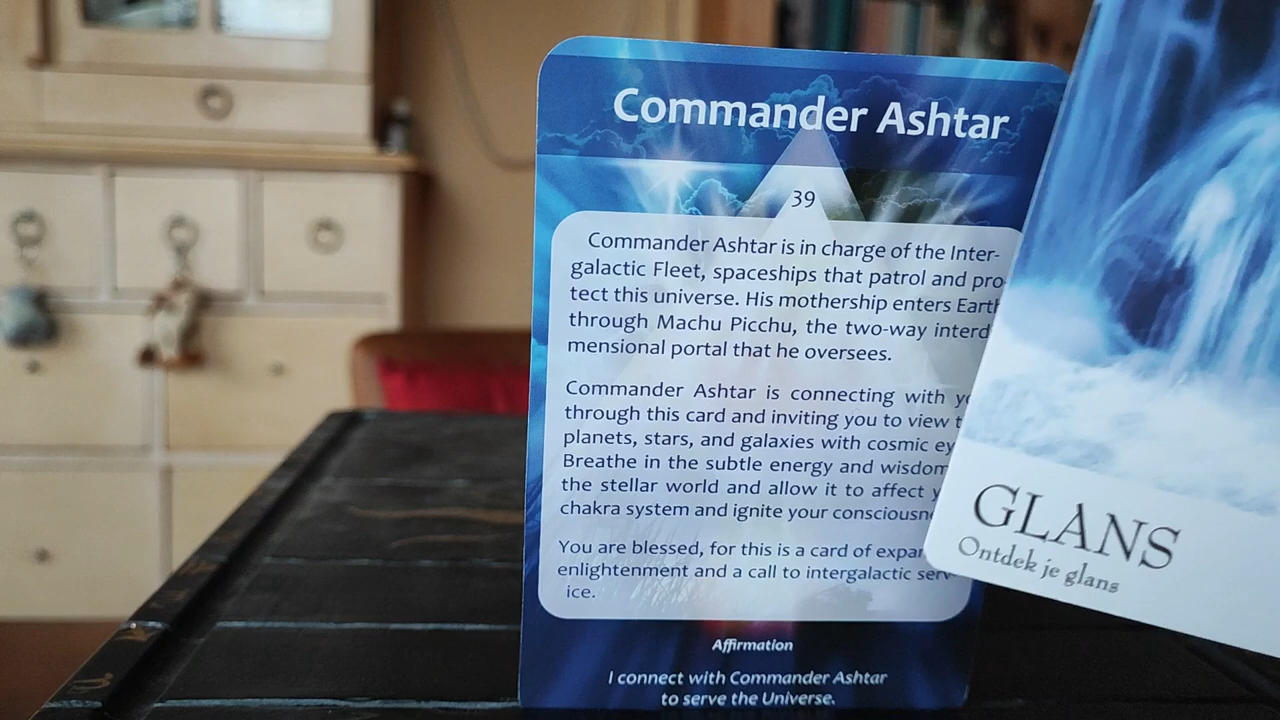 Commander Ashtar
39
Commander Ashtar is in charge of the Inter-
galactic Fleet, spaceships that patrol and pro-
tect this universe. His mothership enters Earth
through Machu Picchu, the two-way interdi-
mensional portal that he oversees.
Commander Ashtar is connecting with
through this card and inviting you to view
planets, stars, and galaxies with cosmic
Breathe in the subtle energy and wisdom
the stellar world and allow it to affect
chakra system and ignite your
You are blessed, for this is a card of
enlightenment and a call to intergalactic serv-
ice.
Affirmation
I connect with Commander Ashtar
to serve the Universe.
GLANS
Ontdek je glans